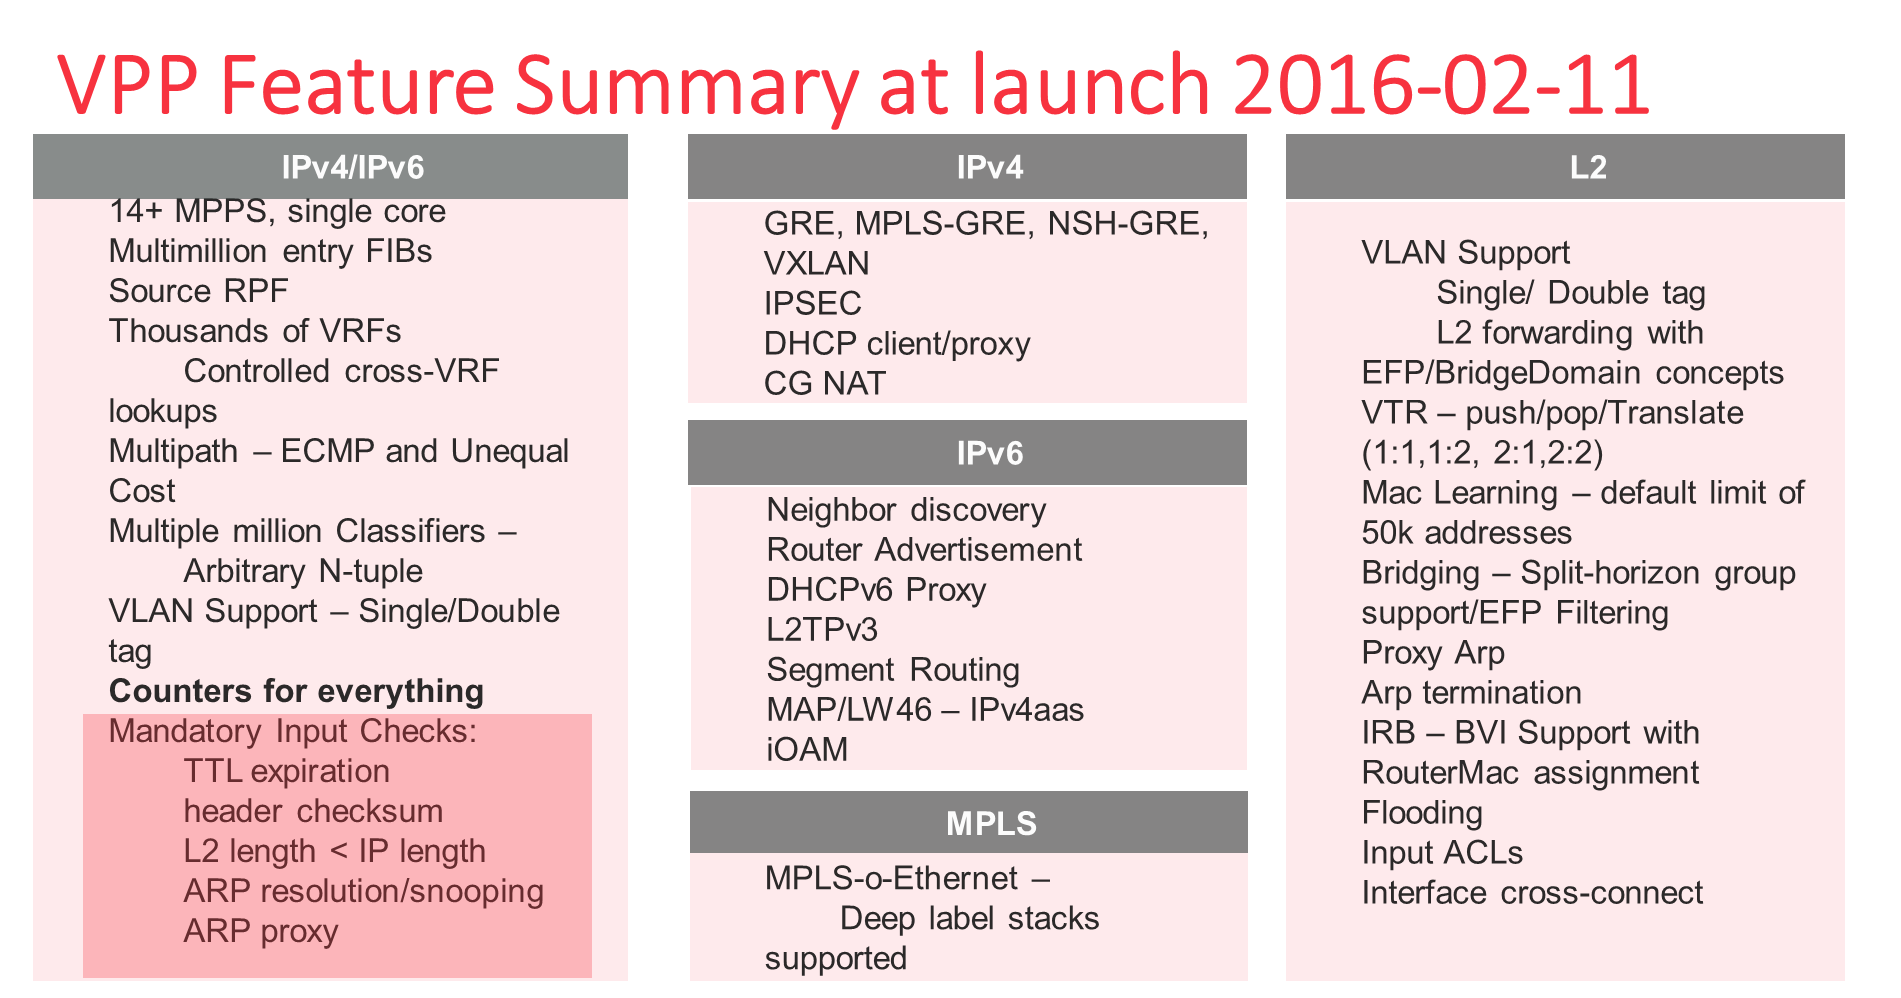 VPP Feature Summary at launch 2016-02-11
IPv4/IPv6
14+ MPPS, single core
Multimillion entry FIBs
Source RPF
Thousands of VRFs
Controlled cross-VRF
lookups
Multipath – ECMP and Unequal
Cost
Multiple million Classifiers –
Arbitrary N-tuple
VLAN Support – Single/Double
tag
Counters for everything
Mandatory Input Checks:
TTL expiration
header checksum
L2 length < IP length
ARP resolution/snooping
ARP proxy
IPv4
GRE, MPLS-GRE, NSH-GRE,
VXLAN
IPSEC
DHCP client/proxy
CG NAT
IPv6
Neighbor discovery
Router Advertisement
DHCPv6 Proxy
L2TPv3
Segment Routing
MAP/LW46 – IPv4aas
iOAM
MPLS
MPLS-o-Ethernet –
Deep label stacks
supported
L2
VLAN Support
Single/ Double tag
L2 forwarding with
EFP/BridgeDomain concepts
VTR – push/pop/Translate
(1:1,1:2, 2:1,2:2)
Mac Learning – default limit of
50k addresses
Bridging – Split-horizon group
support/EFP Filtering
Proxy Arp
Arp termination
IRB – BVI Support with
RouterMac assignment
Flooding
Input ACLs
Interface cross-connect